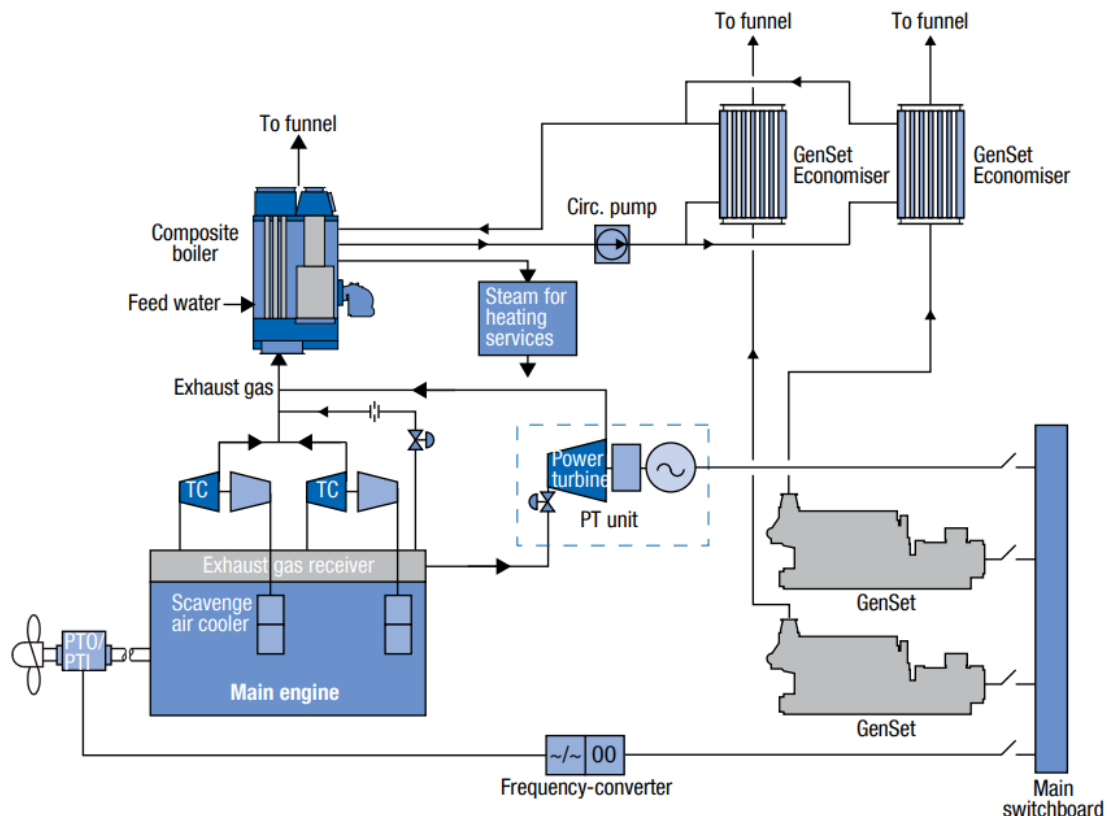 To funnel
To funnel
To funnel
GenSet
Economiser
GenSet
Economiser
Circ. pump
Composite
boiler
Feed water
Steam for
heating
services
Exhaust gas
TC
TC
Power
turbine
PT unit
Exhaust gas receiver
Scavenge
air cooler
GenSet
PTO/
PTI
Main engine
GenSet
~/~ 00
Frequency-converter
Main
switchboard